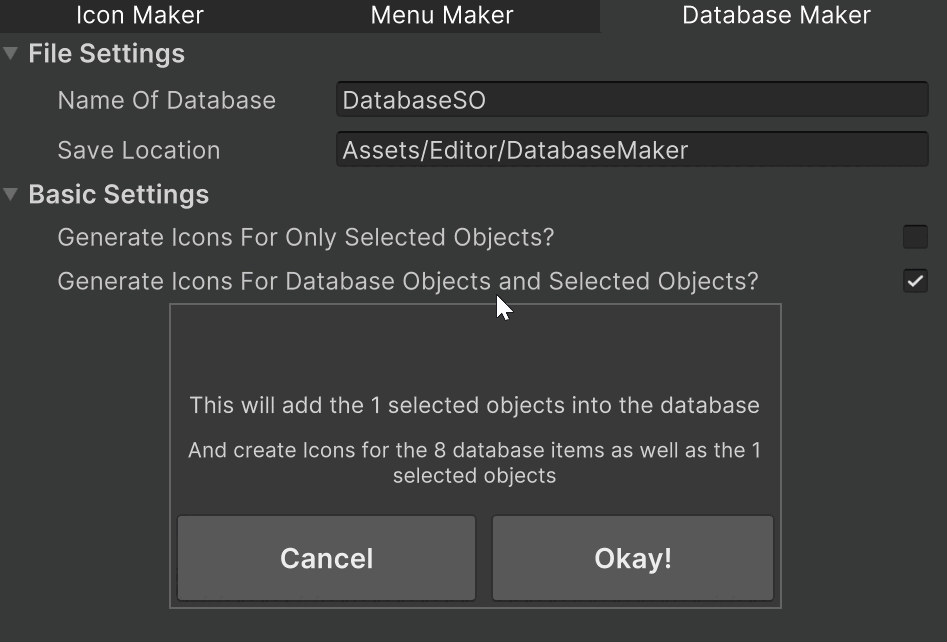 Icon Maker
Menu Maker
Database Maker
File Settings
Name Of Database
DatabaseSO
Save Location
Assets/Editor/DatabaseMaker
Basic Settings
Generate Icons For Only Selected Objects?
Generate Icons For Database Objects and Selected Objects?
This will add the 1 selected objects into the database
And create Icons for the 8 database items as well as the 1
selected objects
Cancel
Okay!